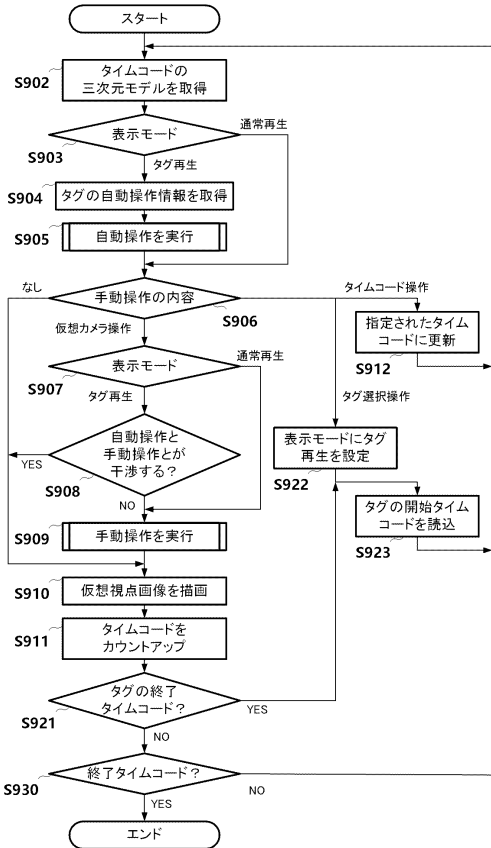 スタート
S902
タイムコードの
三次元モデルを取得
表示モード
通常再生
S903
タグ再生
S904
タグの自動操作情報を取得
S905
自動操作を実行
なし
手動操作の内容
タイムコード操作
S906
仮想カメラ操作
指定されたタイム
コードに更新
S912
表示モード
通常再生
S907
タグ再生
タグ選択操作
自動操作と
手動操作とが
干渉する？
YES
S908
NO
表示モードにタグ
再生を設定
S922
タグの開始タイム
コードを読込
S923
S909
手動操作を実行
S910
仮想視点画像を描画
S911
タイムコードを
カウントアップ
タグの終了
タイムコード？
YES
S921
NO
終了タイムコード？
S930
NO
YES
エンド